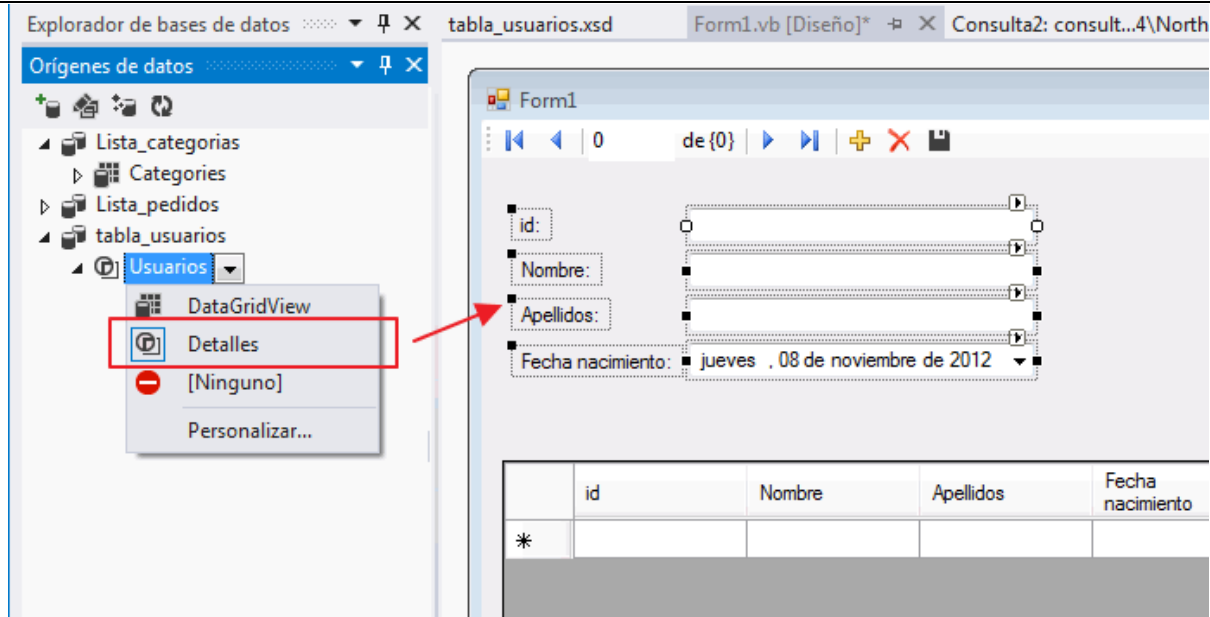 Explorador de bases de datos
tabla_usuarios.xsd
Form1.vb [Diseño]*
Consulta2: consult...4\North
Orígenes de datos
Lista_categorias
Categories
Lista_pedidos
tabla_usuarios
Usuarios
DataGridView
Detalles
[Ninguno]
Personalizar...
Form1
0 de {0}
id:
Nombre:
Apellidos:
Fecha nacimiento: jueves , 08 de noviembre de 2012
id Nombre Apellidos Fecha
nacimiento